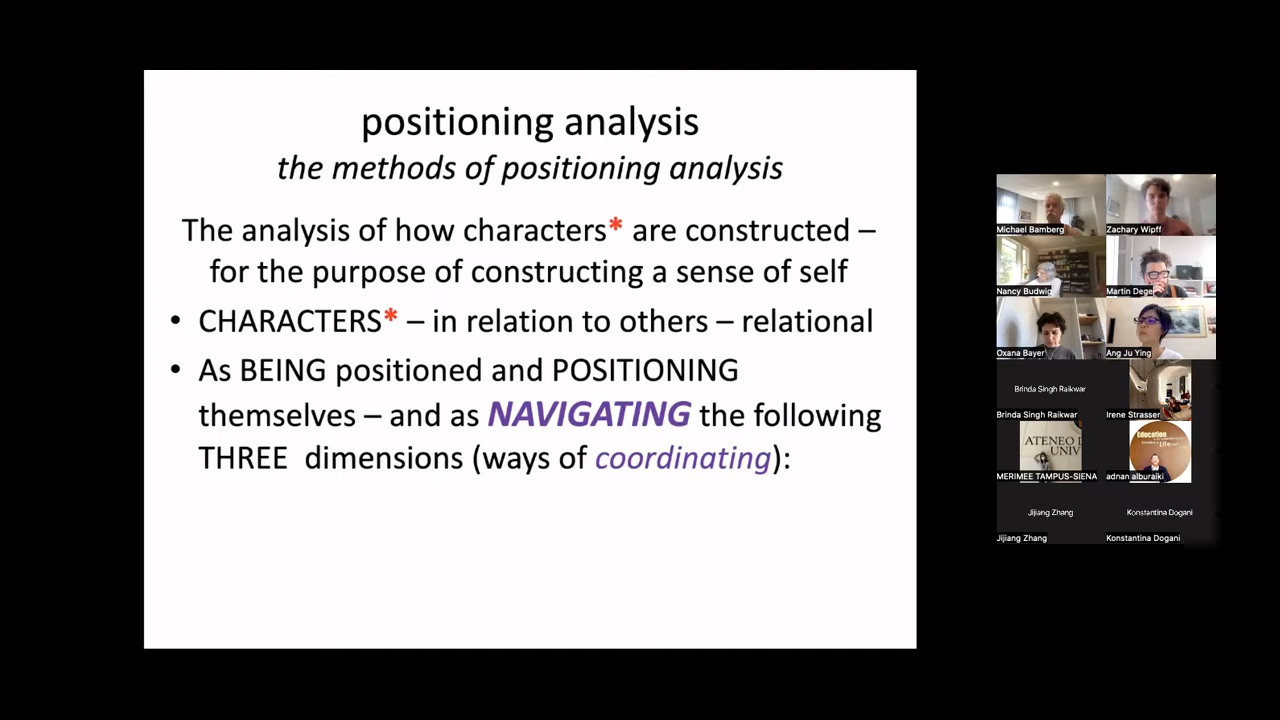 positioning analysis
the methods of positioning analysis
The analysis of how characters* are constructed –
for the purpose of constructing a sense of self
• CHARACTERS* – in relation to others – relational
• As BEING positioned and POSITIONING
themselves – and as NAVIGATING the following
THREE dimensions (ways of coordinating):
Michael Bamberg
Zachary Wipff
Nancy Budwig
Martin Dege
Oxana Bayer
Ang Ju Ying
Brinda Singh Raikwar
Brinda Singh Raikwar
Irene Strasser
ATENEO
UNIV
Education
Life
MERIMEE TAMPUS-SIENA
adnan alburaiki
Jijiang Zhang
Konstantina Dogani
Jijiang Zhang
Konstantina Dogani